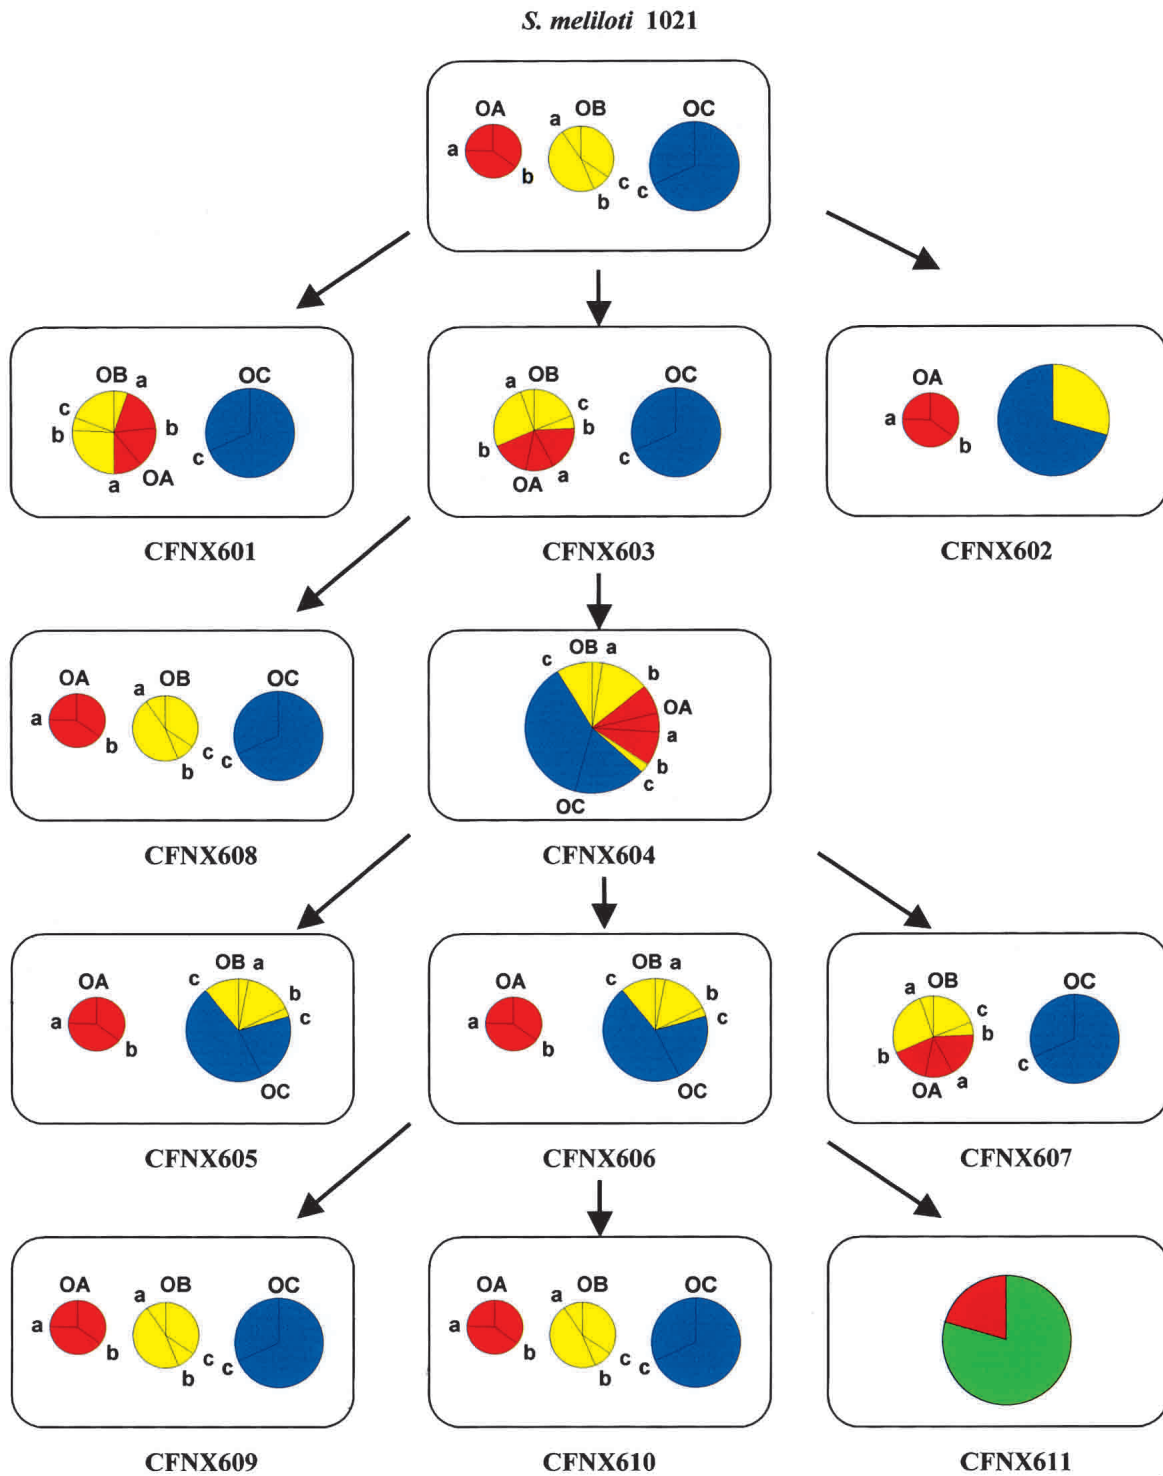 S. meliloti 1021
OA OB OC
a a
b b c c
OB a OC
c b
b c
a OA
CFNX601
a OB OC
c b
b c
OA a
CFNX603
OA
a
b
CFNX602
OA OB OC
a a
b b c c
CFNX608
OB a
c b
OA
a
b
c
OC
CFNX604
OA OB a
c b
a c
b
OC
CFNX605
OA OB a
c b
a c
b
OC
CFNX606
a OB OC
c b
b c
OA a
CFNX607
OA OB OC
a a
b b c c
CFNX609
OA OB OC
a a
b b c c
CFNX610
CFNX611